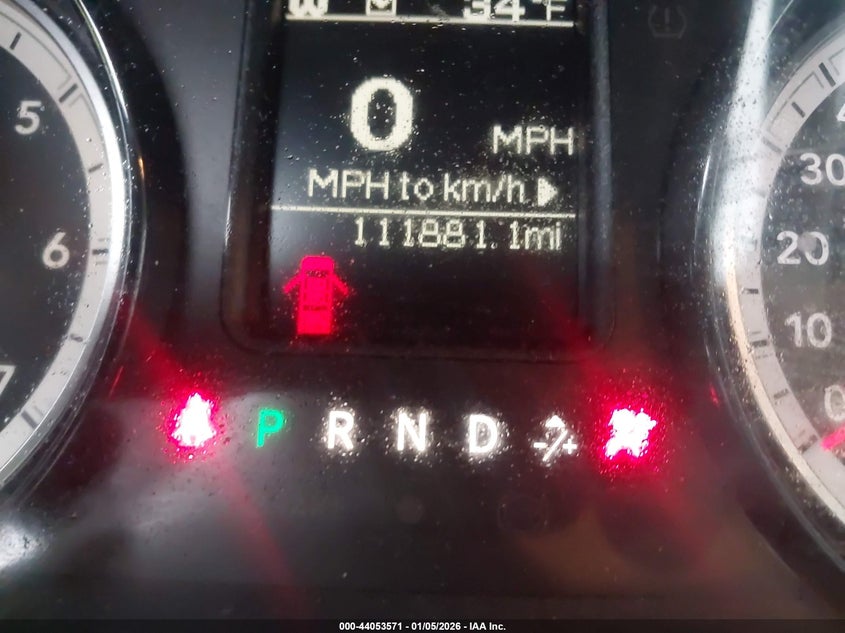 W 34°F
5
0
MPH
30
MPH to km/h
111881.1mi
6
20
10
0
P R N D -/+
000-44053571 - 01/05/2026 - IAA Inc.